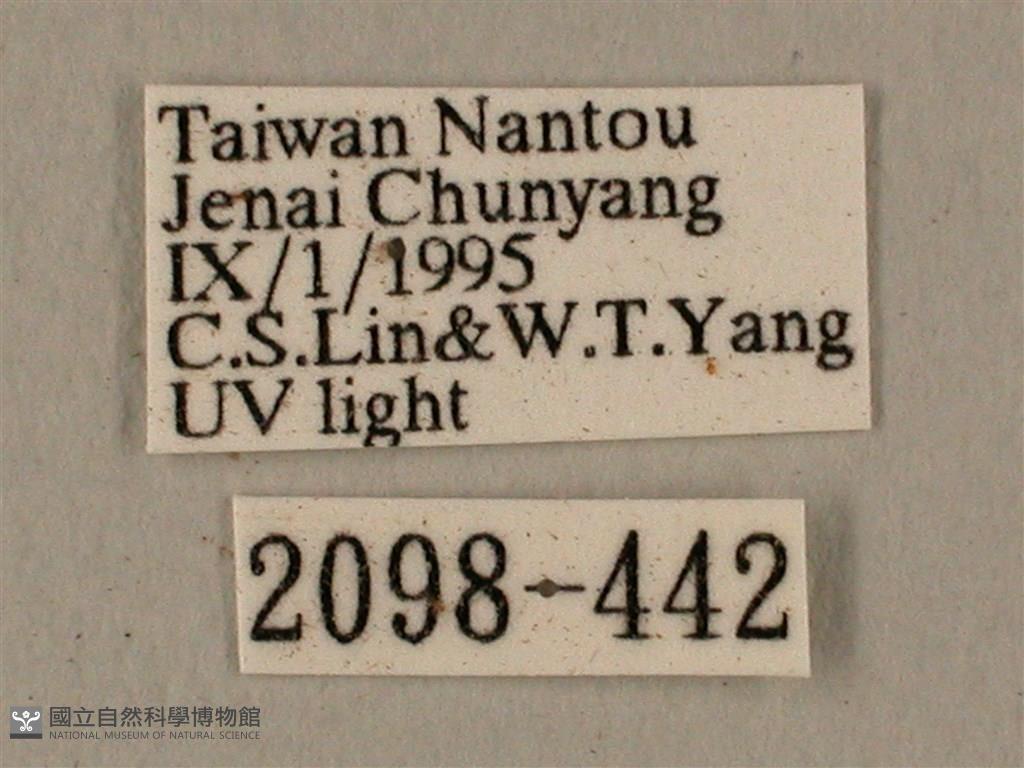 Taiwan Nantou
Jenai Chunyang
IX/1/1995
C.S.Lin&W.T.Yang
UV light
2098-442
國立自然科學博物館
NATIONAL MUSEUM OF NATURAL SCIENCE